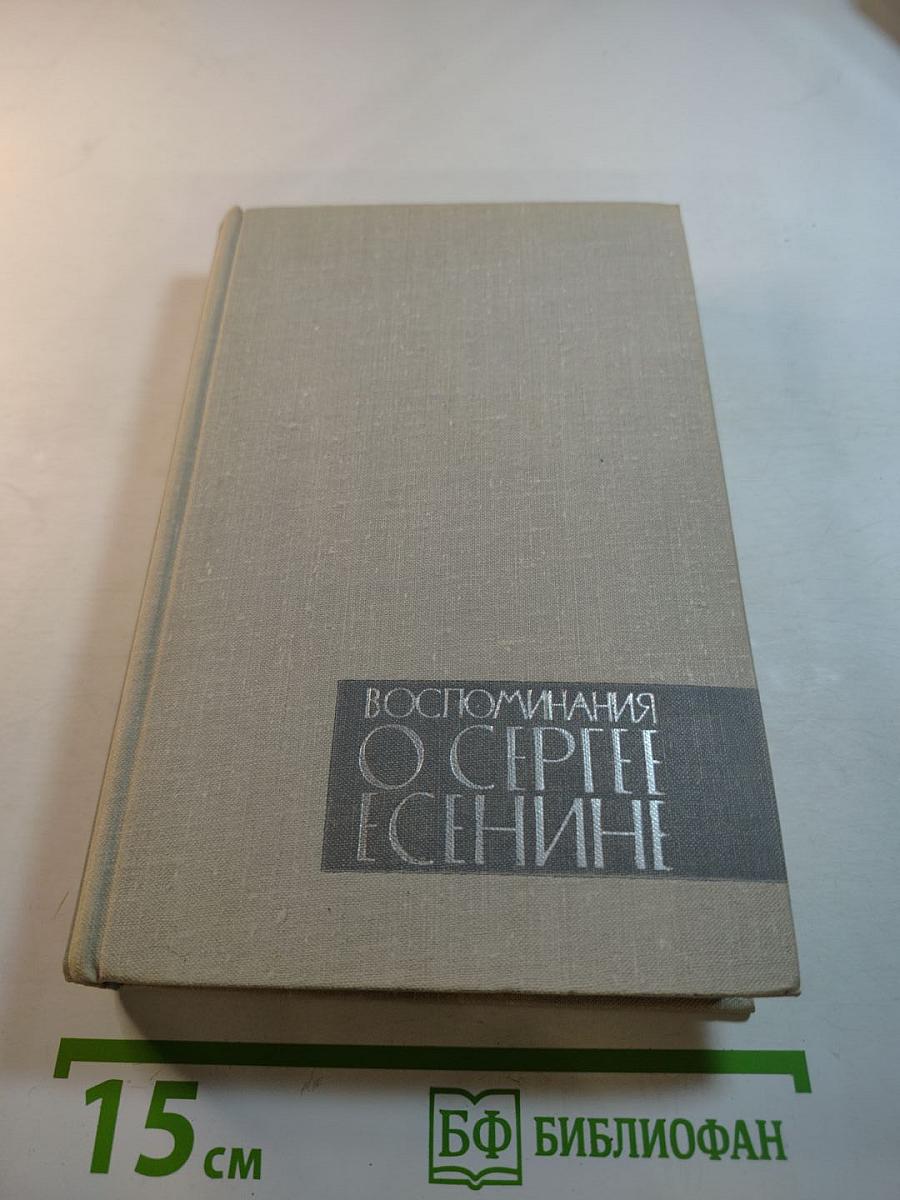 ВОСПОМИНАНИЯ
О СЕРГЕЕ
ЕСЕНИНЕ
15 см
БФ БИБЛИОФАН